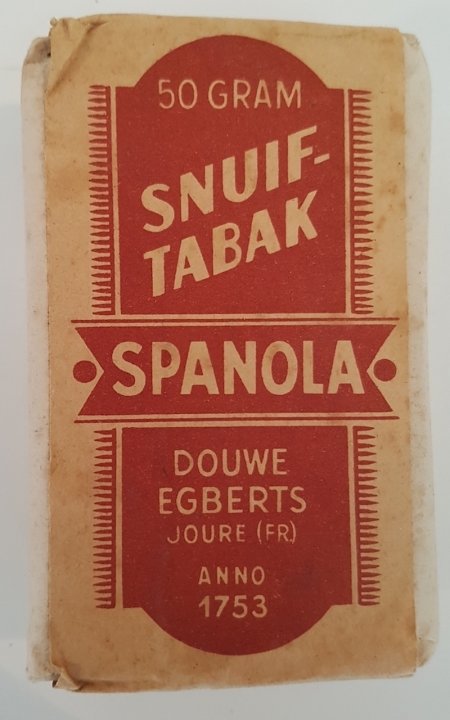 50 GRAM
SNUIF-
TABAK
SPANOLA
DOUWE
EGBERTS
JOURE (FR.)
ANNO
1753